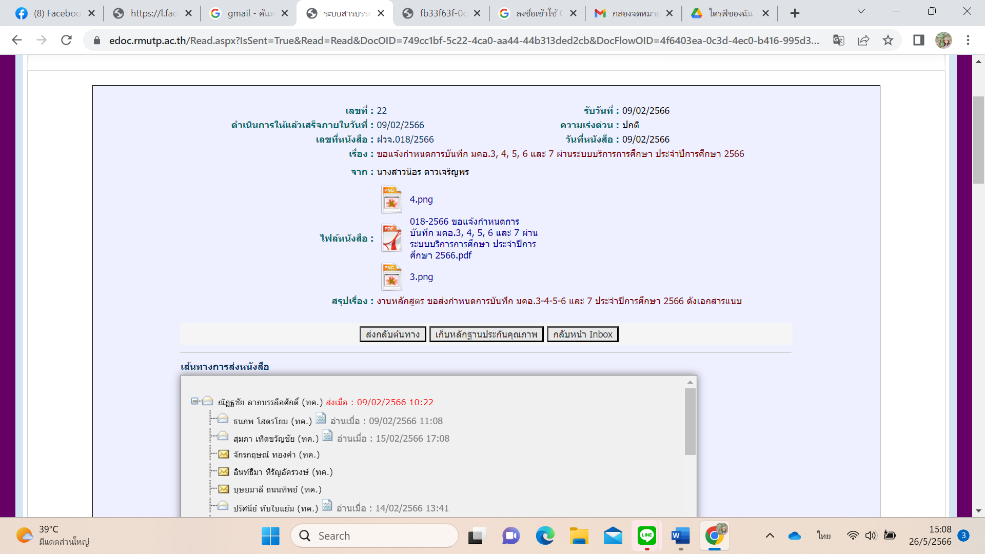 (8) Faceboo
https://l.fac
gmail - ค้นห
ระบบสารบรร
fb33f63f-0c
ลงชื่อเข้าใช้
กล่องจดหมาย
edoc.rmutp.ac.th/Read.aspx?IsSent=True&Read=Read&DocOID=749cc1bf-5c22-4ca0-aa44-44b313ded2cb&DocFlowOID=4f6403ea-0c3d-4ec0-b416-995d3...
เลขที่ : 22 รับวันที่ : 09/02/2566
ดำเนินการให้แล้วเสร็จภายในวันที่ : 09/02/2566 ความเร่งด่วน : ปกติ
เลขที่หนังสือ : ฝวจ.018/2566 วันที่หนังสือ : 09/02/2566
เรื่อง : ขอแจ้งกำหนดการบันทึก มคอ.3, 4, 5, 6 และ 7 ผ่านระบบบริการการศึกษา ประจำปีการศึกษา 2566
จาก : นางสาวนิอร ดาวเจริญพร
4.png
ไฟล์หนังสือ :
018-2566 ขอแจ้งกำหนดการ
บันทึก มคอ.3, 4, 5, 6 และ 7 ผ่าน
ระบบบริการการศึกษา ประจำปีการ
ศึกษา 2566.pdf
3.png
สรุปเรื่อง : งานหลักสูตร ขอส่งกำหนดการบันทึก มคอ.3-4-5-6 และ 7 ประจำปีการศึกษา 2566 ดังเอกสารแนบ
ส่งกลับต้นทาง เก็บหลักฐานประกันคุณภาพ กลับหน้า Inbox
เส้นทางการส่งหนังสือ
ณัฏฐชัย ลาภบรรลือศักดิ์ (ทค.) ส่งเมื่อ : 09/02/2566 10:22
ธนภพ โสตรโยม (ทค.) อ่านเมื่อ : 09/02/2566 11:08
สุมภา เทิดขวัญชัย (ทค.) อ่านเมื่อ : 15/02/2566 17:08
จักรกฤษณ์ ทองคำ (ทค.)
อินท์ธีมา หิรัญอัครวงษ์ (ทค.)
บุษยมาลี ถนนทิพย์ (ทค.)
ปรัศนีย์ ทับใบแย้ม (ทค.) อ่านเมื่อ : 14/02/2566 13:41
39°C
มีแดดส่วนใหญ่
Search
ไทย
15:08
26/5/2566
3